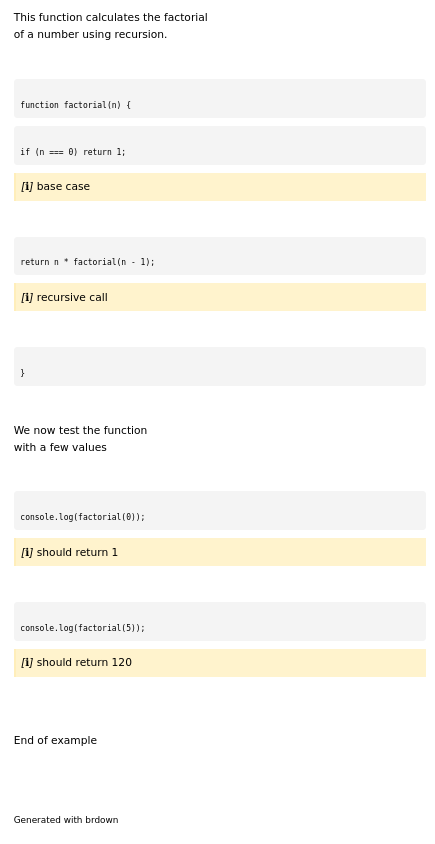 This function calculates the factorial
of a number using recursion.
function factorial(n) {
if (n === 0) return 1;
[ℹ] base case
return n * factorial(n - 1);
[ℹ] recursive call
}
We now test the function
with a few values
console.log(factorial(0));
[ℹ] should return 1
console.log(factorial(5));
[ℹ] should return 120
End of example
Generated with brdown